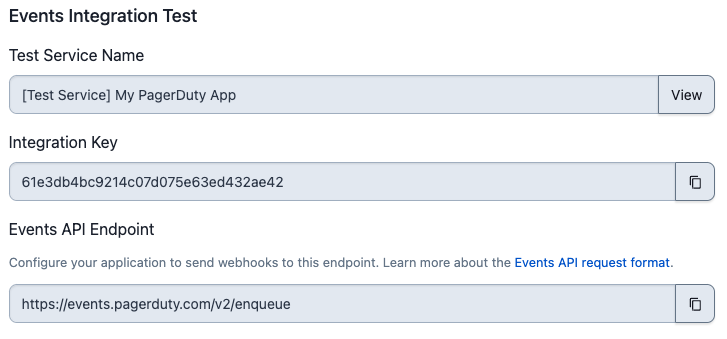 Events Integration Test
Test Service Name
[Test Service] My PagerDuty App
View
Integration Key
61e3db4bc9214c07d075e63ed432ae42
Events API Endpoint
Configure your application to send webhooks to this endpoint. Learn more about the Events API request format.
https://events.pagerduty.com/v2/enqueue